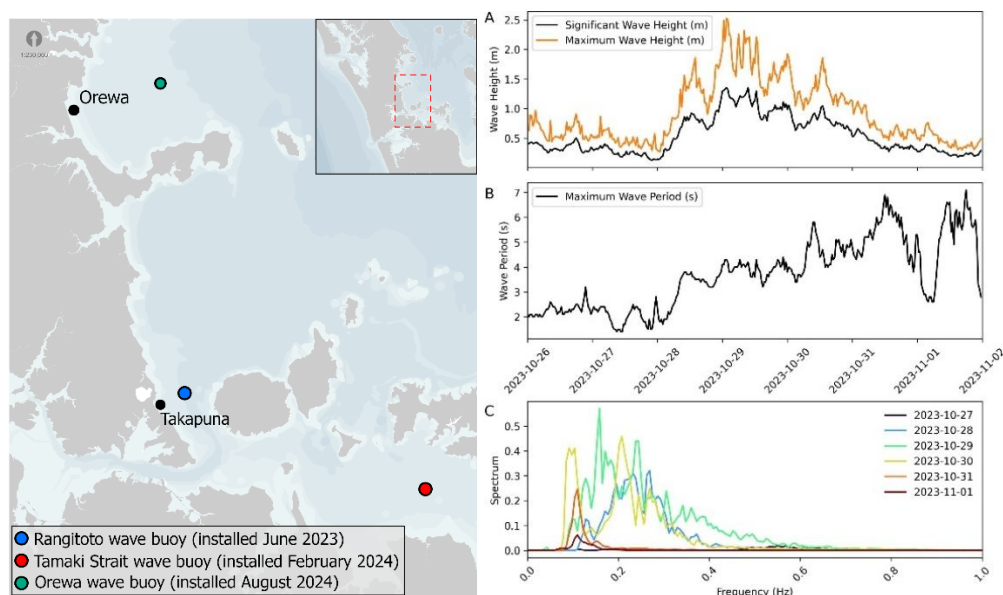 1:250,000
Orewa
Takapuna
Rangitoto wave buoy (installed June 2023)
Tamaki Strait wave buoy (installed February 2024)
Orewa wave buoy (installed August 2024)
A
Significant Wave Height (m)
Maximum Wave Height (m)
Wave Height (m)
2.5
2.0
1.5
1.0
0.5
B
Maximum Wave Period (s)
Wave Period (s)
7
6
5
4
3
2
2023-10-26
2023-10-27
2023-10-28
2023-10-29
2023-10-30
2023-10-31
2023-11-01
C
2023-10-27
2023-10-28
2023-10-29
2023-10-30
2023-10-31
2023-11-01
Spectrum
0.5
0.4
0.3
0.2
0.1
0.0
0.0
0.2
0.4
0.6
0.8
1.0
Frequency (Hz)